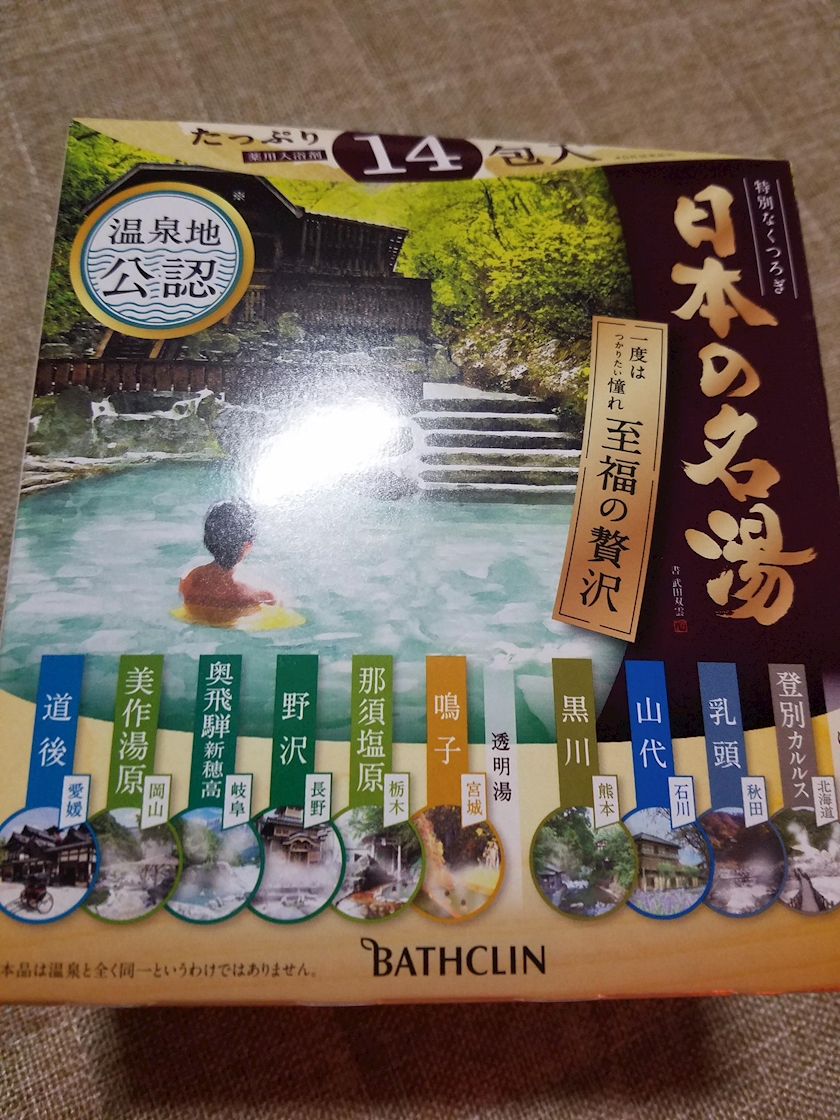 たっぷり
薬用入浴剤
14
包入
※
温泉地
公認
特別なくつろぎ
日本の名湯
一度は
つかりたい憧れ
至福の贅沢
書 武田双雲
道後
愛媛
美作湯原
岡山
奥飛騨新穂高
岐阜
野沢
長野
那須塩原
栃木
鳴子
宮城
透明湯
黒川
熊本
山代
石川
乳頭
秋田
登別カルルス
北海道
本品は温泉と全く同一というわけではありません。
BATHCLIN